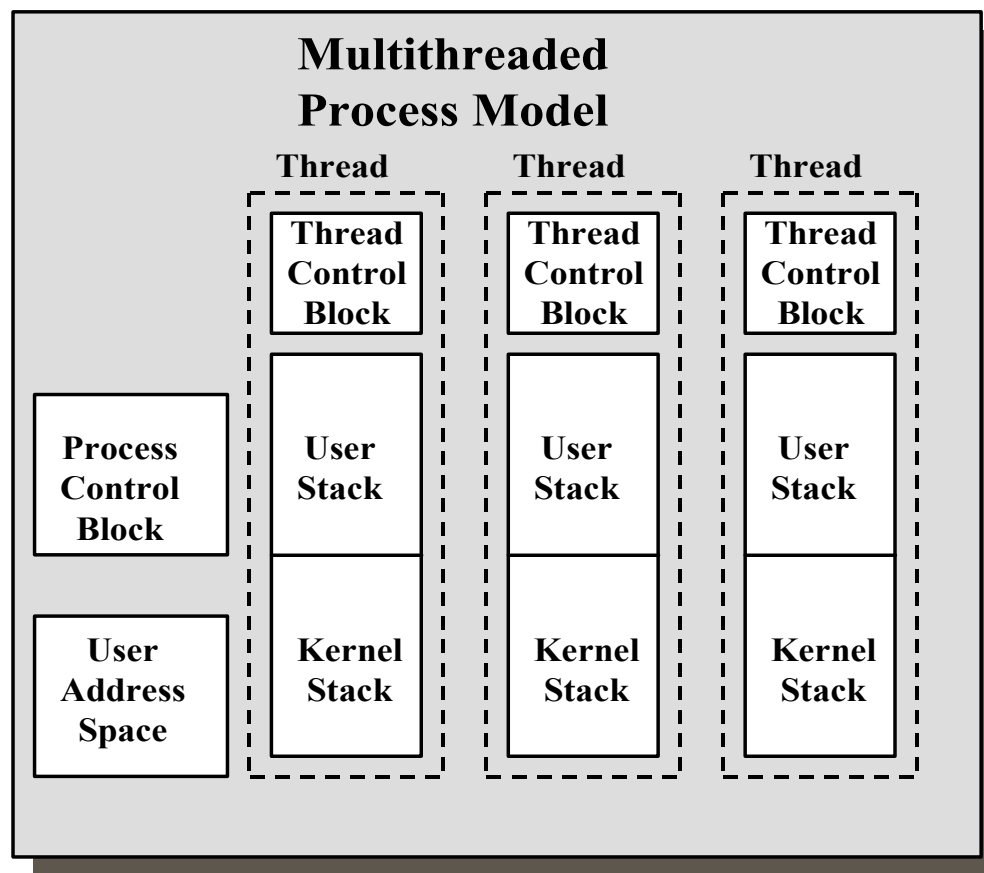 Multithreaded
Process Model
Thread
Thread
Thread
Thread
Control
Block
Thread
Control
Block
Thread
Control
Block
Process
Control
Block
User
Stack
User
Stack
User
Stack
User
Address
Space
Kernel
Stack
Kernel
Stack
Kernel
Stack